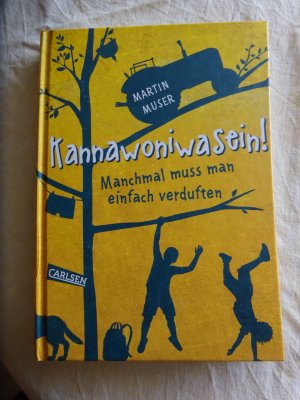 MARTIN
MUSER
Kannawoniwasein!
Manchmal muss man
einfach verduften
CARLSEN